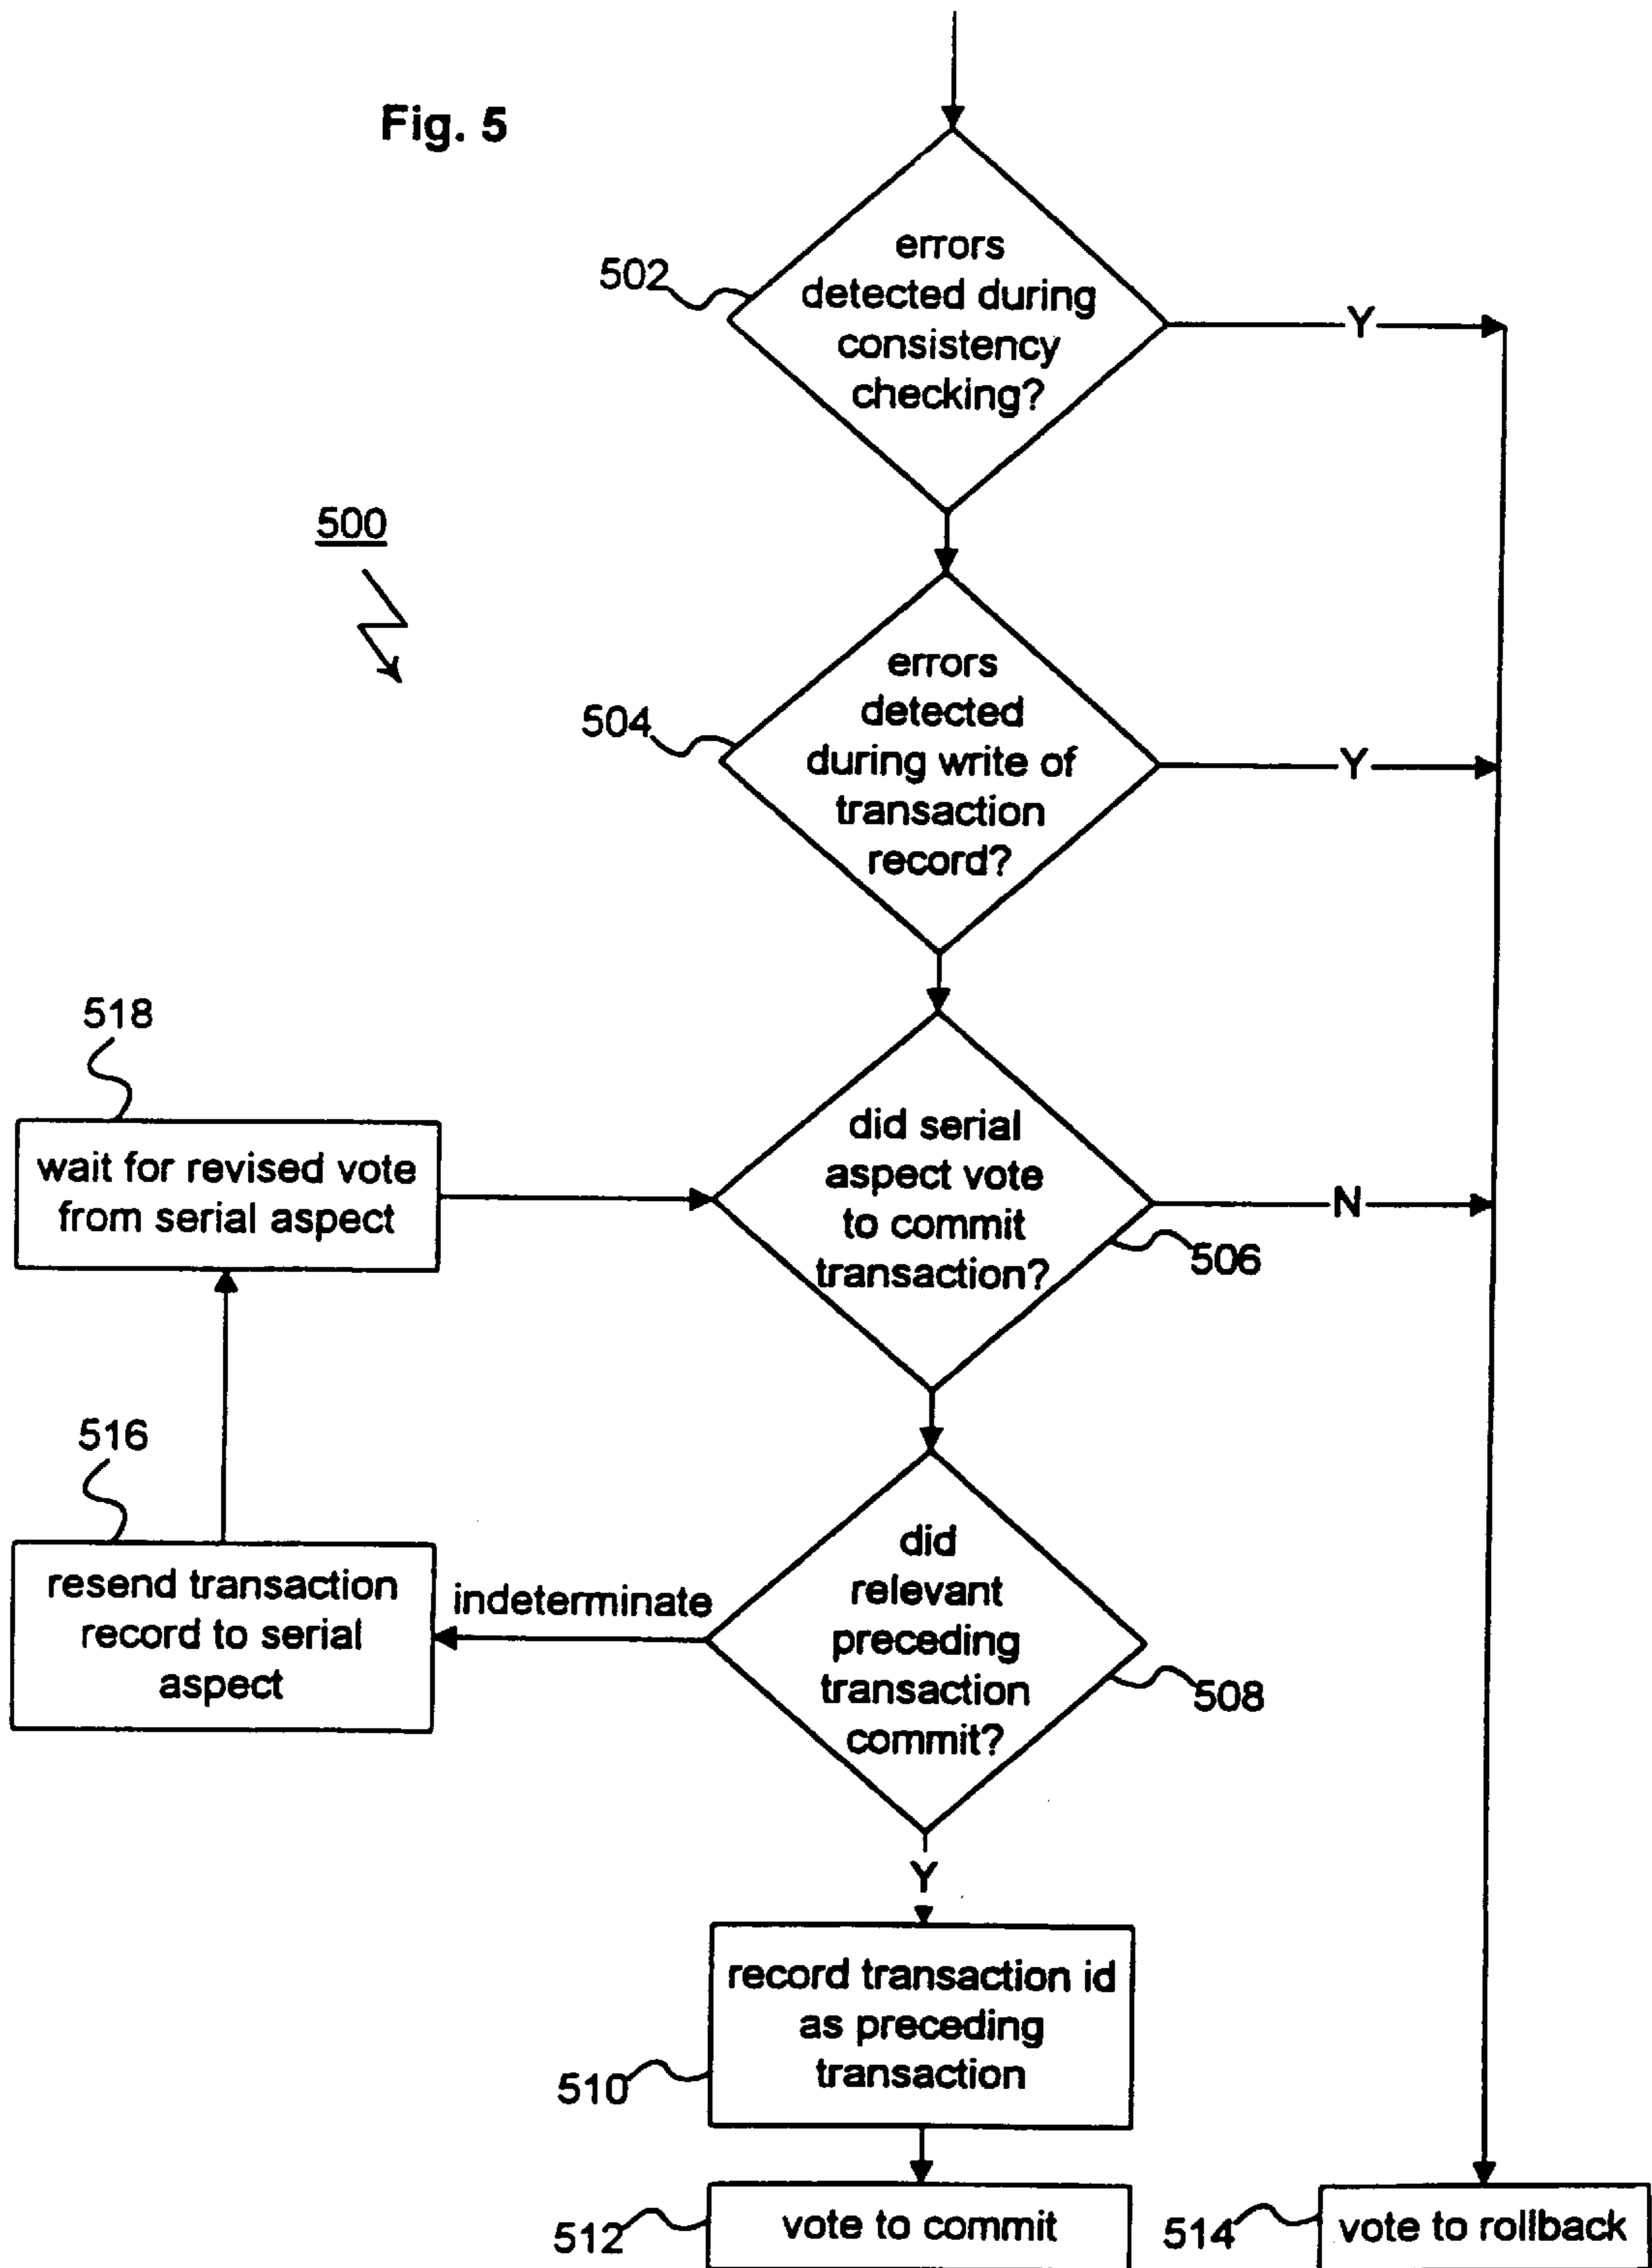 Fig. 5
errors
detected during
consistency
checking?
502
Y
500
errors
detected
during write of
transaction
record?
504
Y
518
wait for revised vote
from serial aspect
did serial
aspect vote
to commit
transaction?
N
506
516
resend transaction
record to serial
aspect
indeterminate
did
relevant
preceding
transaction
commit?
508
Y
record transaction id
as preceding
transaction
510
vote to commit
512
514
vote to rollback